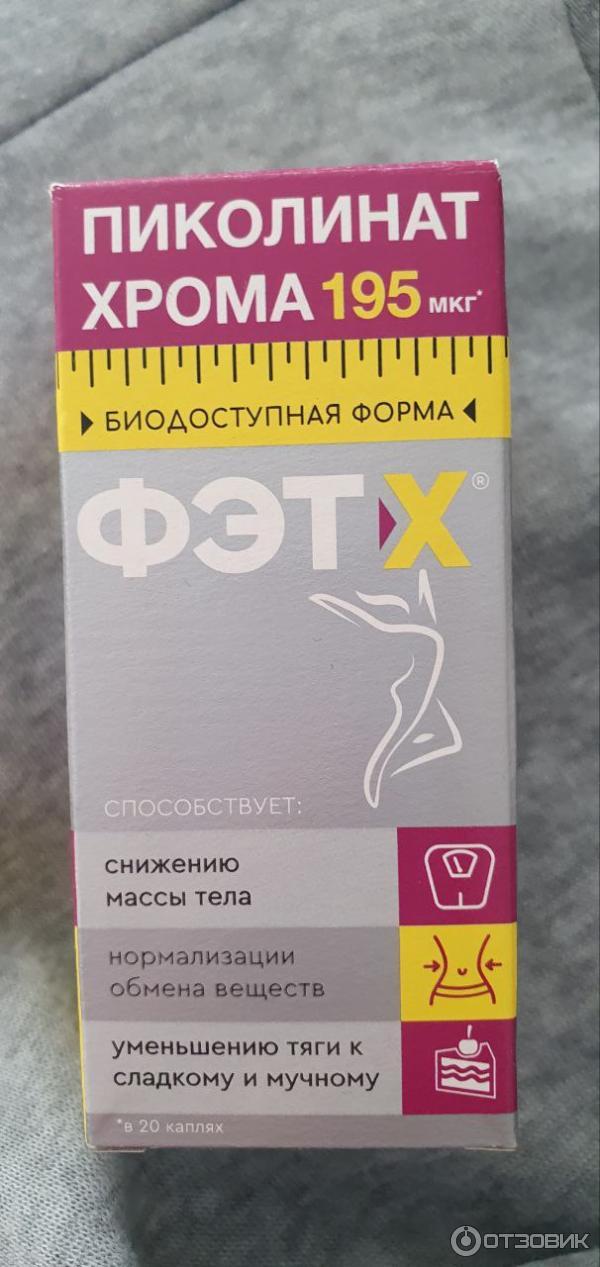 ПИКОЛИНАТ
ХРОМА 195 мкг*
БИОДОСТУПНАЯ ФОРМА
ФЭТ-Х®
СПОСОБСТВУЕТ:
снижению
массы тела
нормализации
обмена веществ
уменьшению тяги к
сладкому и мучному
*в 20 каплях
ОТЗОВИК